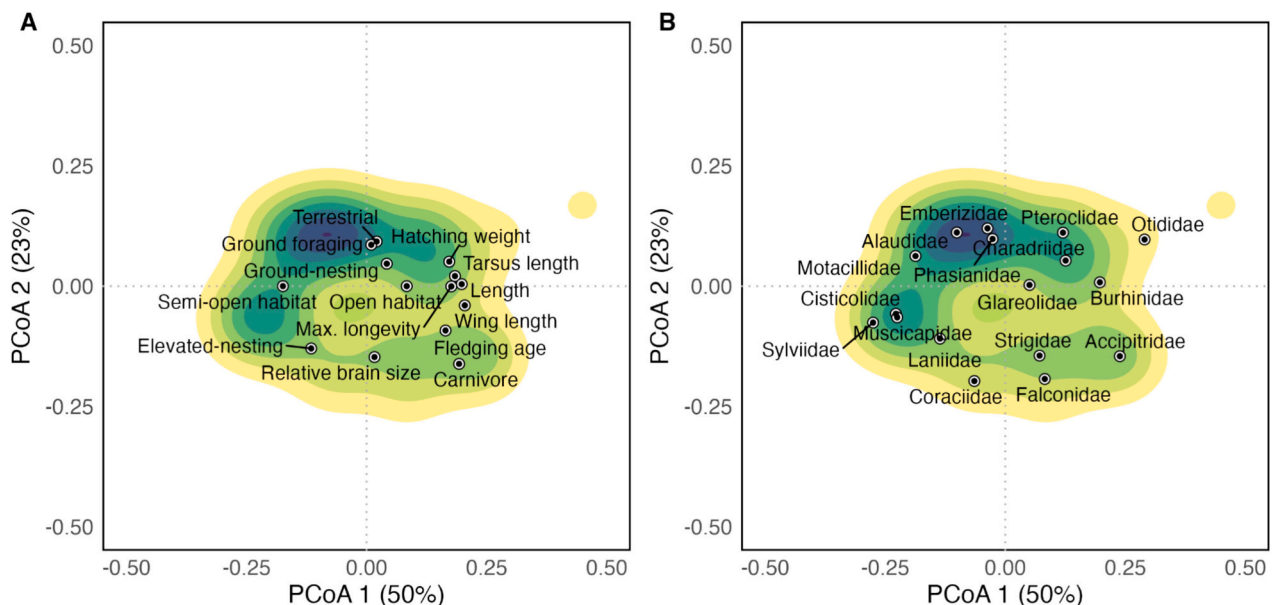 A
PCoA 2 (23%)
0.50
0.25
0.00
-0.25
-0.50
Terrestrial
Ground foraging
Hatching weight
Ground-nesting
Tarsus length
Semi-open habitat
Open habitat
Length
Max. longevity
Wing length
Elevated-nesting
Fledging age
Relative brain size
Carnivore
-0.50
-0.25
0.00
0.25
0.50
PCoA 1 (50%)
B
PCoA 2 (23%)
0.50
0.25
0.00
-0.25
-0.50
Emberizidae
Pteroclidae
Otididae
Alaudidae
Charadriidae
Motacillidae
Phasianidae
Cisticolidae
Glareolidae
Burhinidae
Muscicapidae
Sylviidae
Strigidae
Accipitridae
Laniidae
Coraciidae
Falconidae
-0.50
-0.25
0.00
0.25
0.50
PCoA 1 (50%)